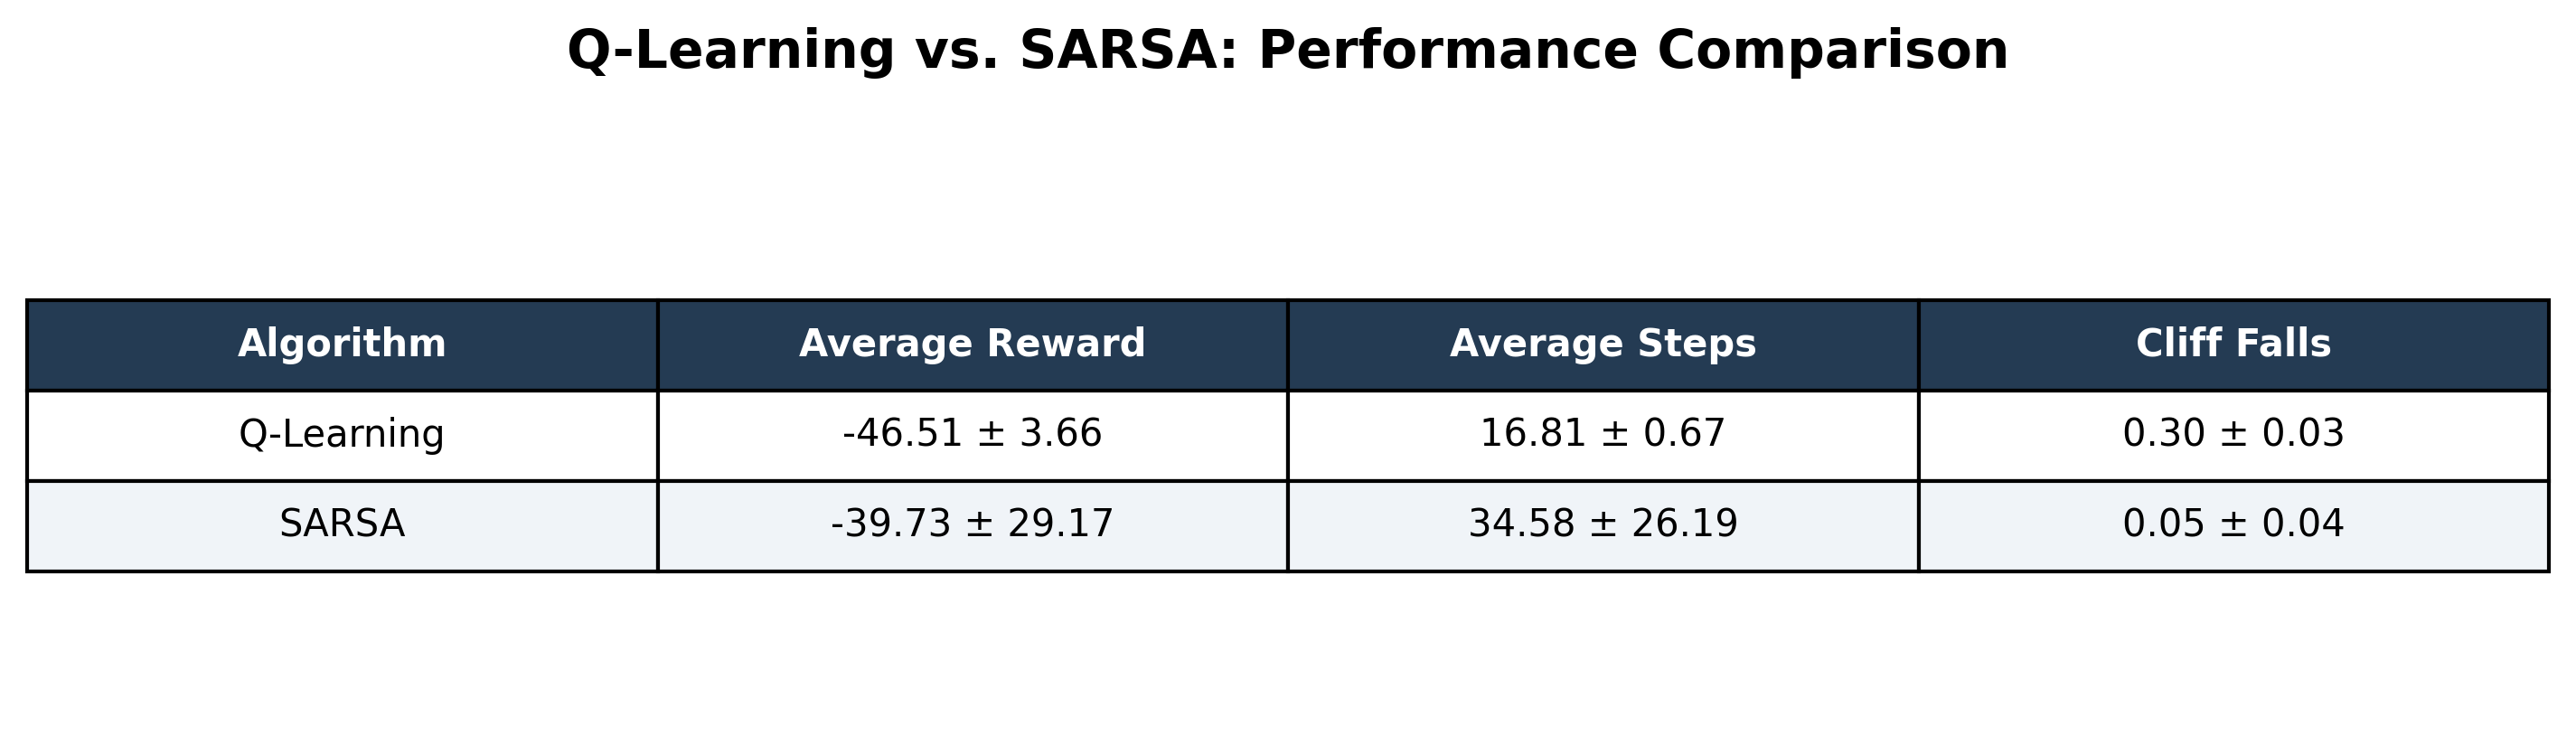 Q-Learning vs. SARSA: Performance Comparison
Algorithm Average Reward Average Steps Cliff Falls
Q-Learning -46.51 ± 3.66 16.81 ± 0.67 0.30 ± 0.03
SARSA -39.73 ± 29.17 34.58 ± 26.19 0.05 ± 0.04